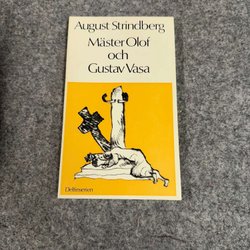 August Strindberg
Mäster Olof
och
Gustav Vasa
Delfinserien